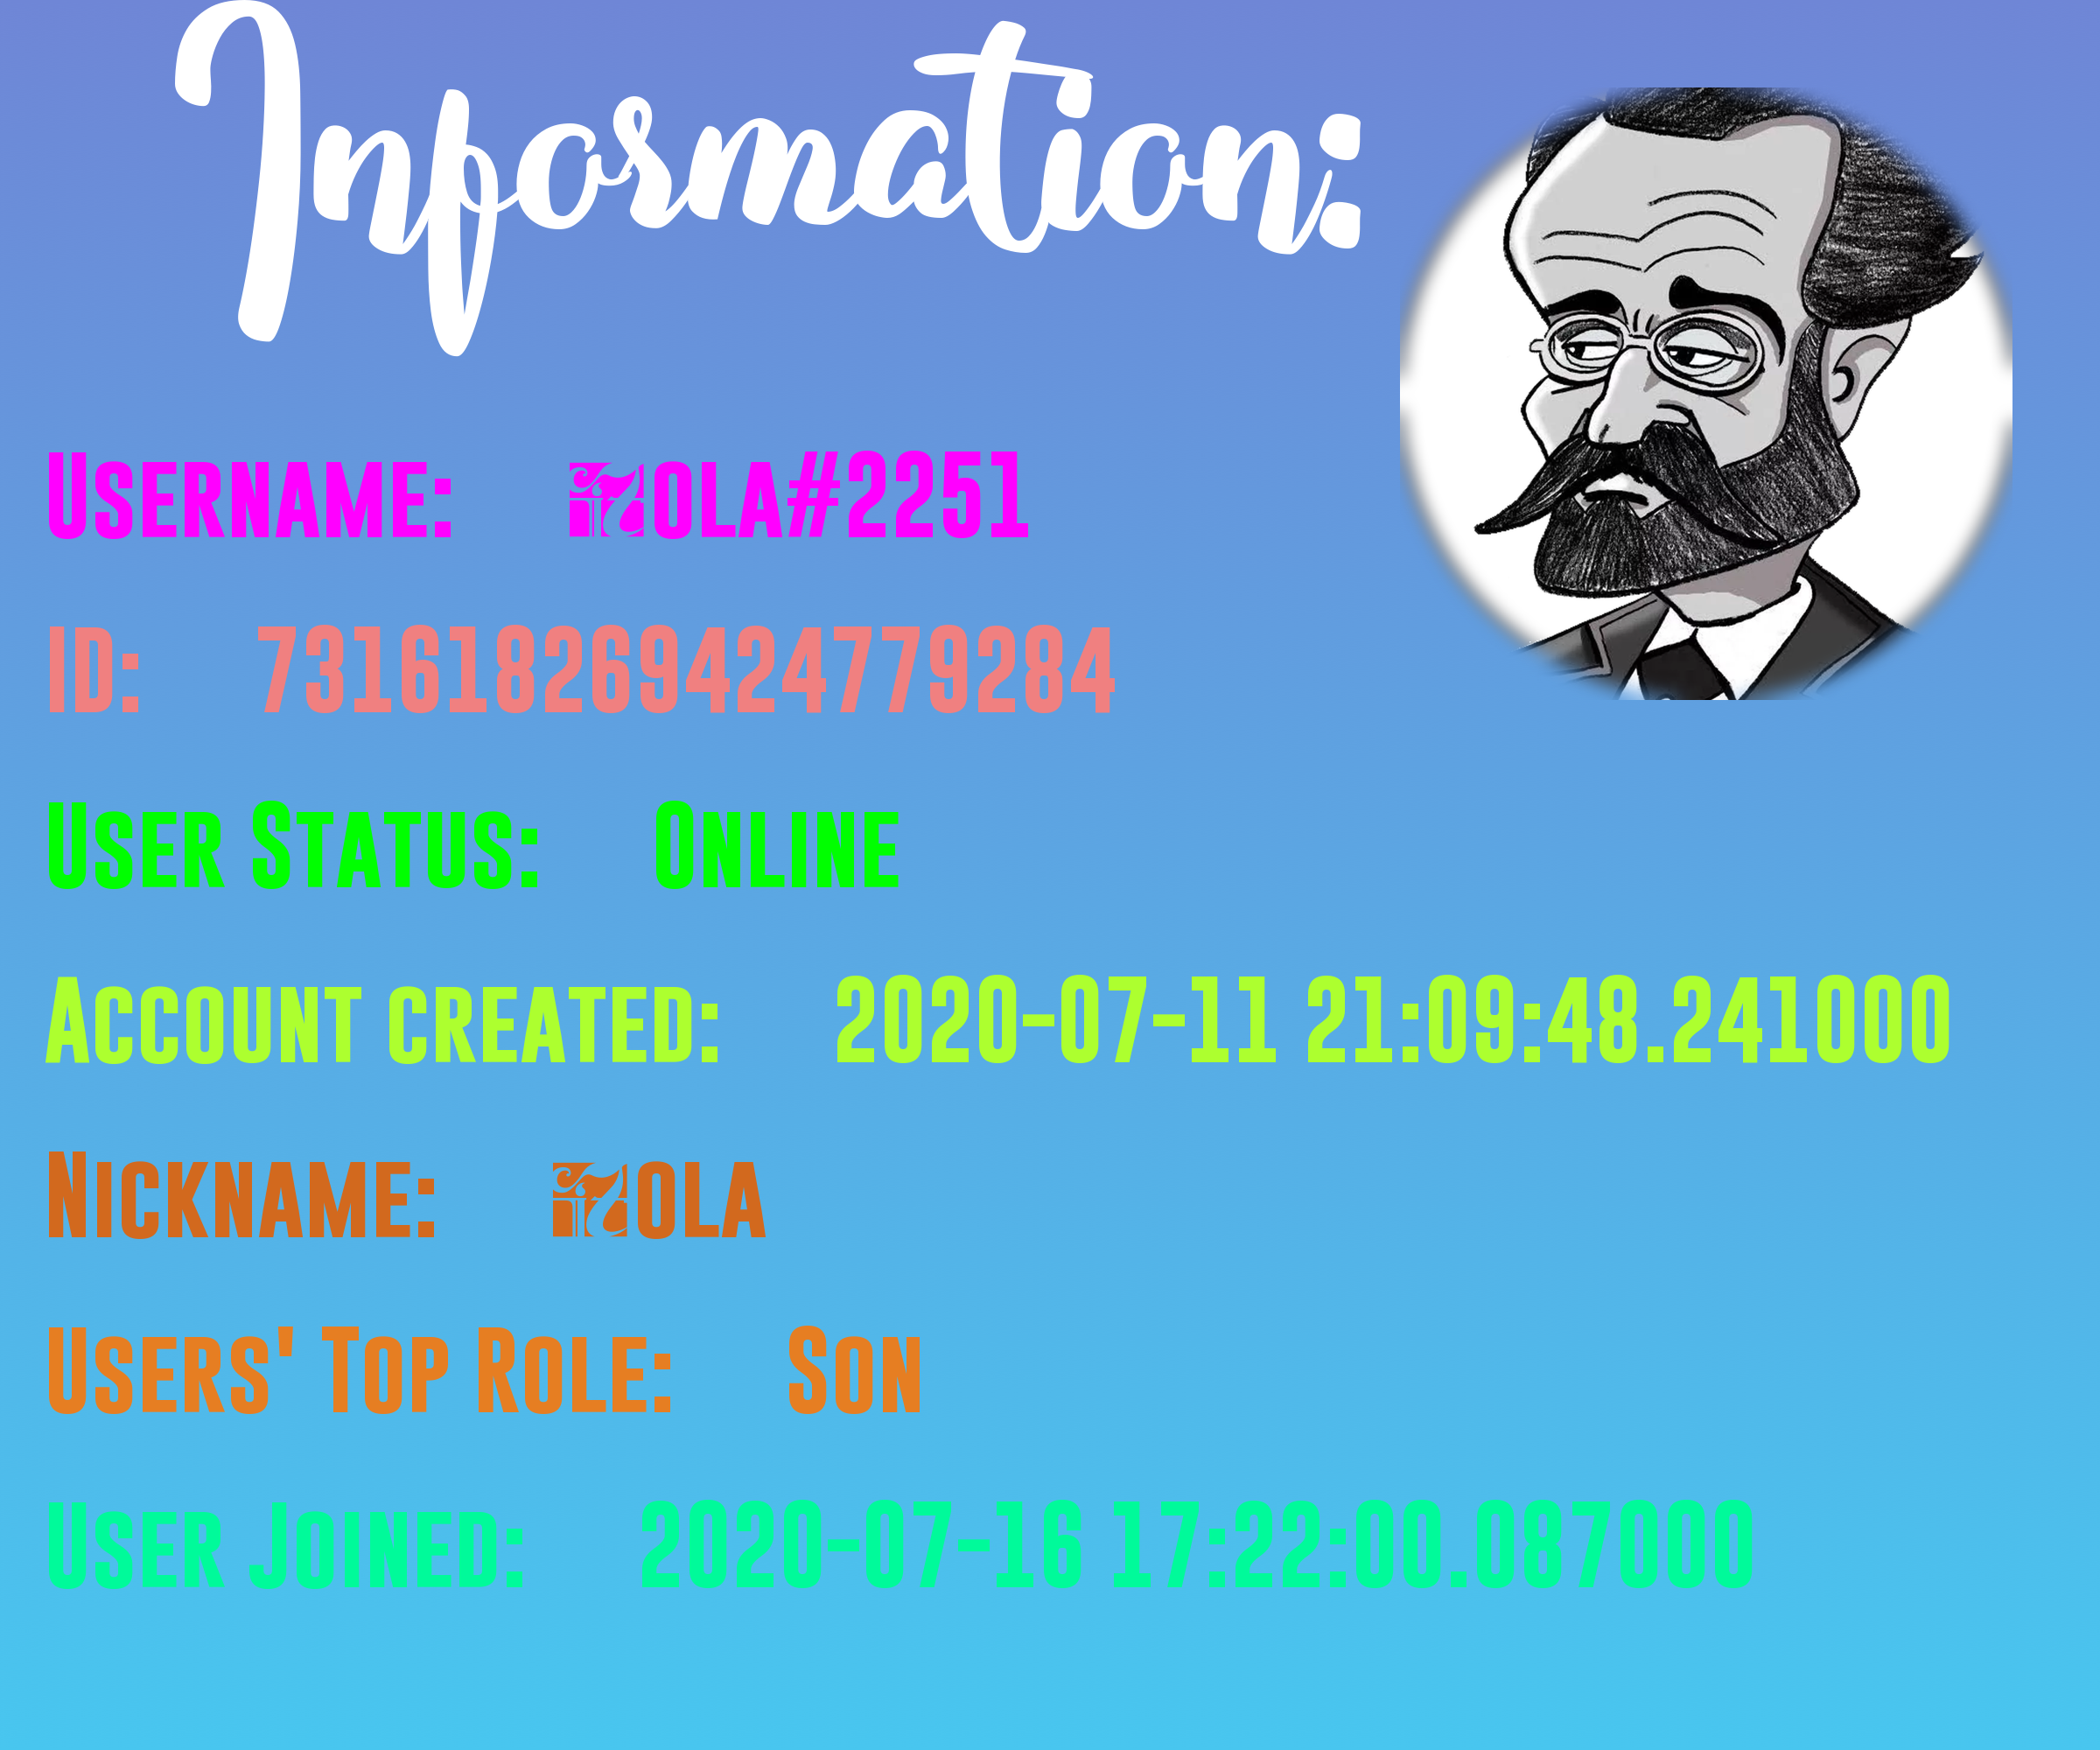 Information:
Username: ola#2251
ID: 731618269424779284
User Status: Online
Account created: 2020-07-11 21:09:48.241000
Nickname: ola
Users' Top Role: Son
User Joined: 2020-07-16 17:22:00.087000